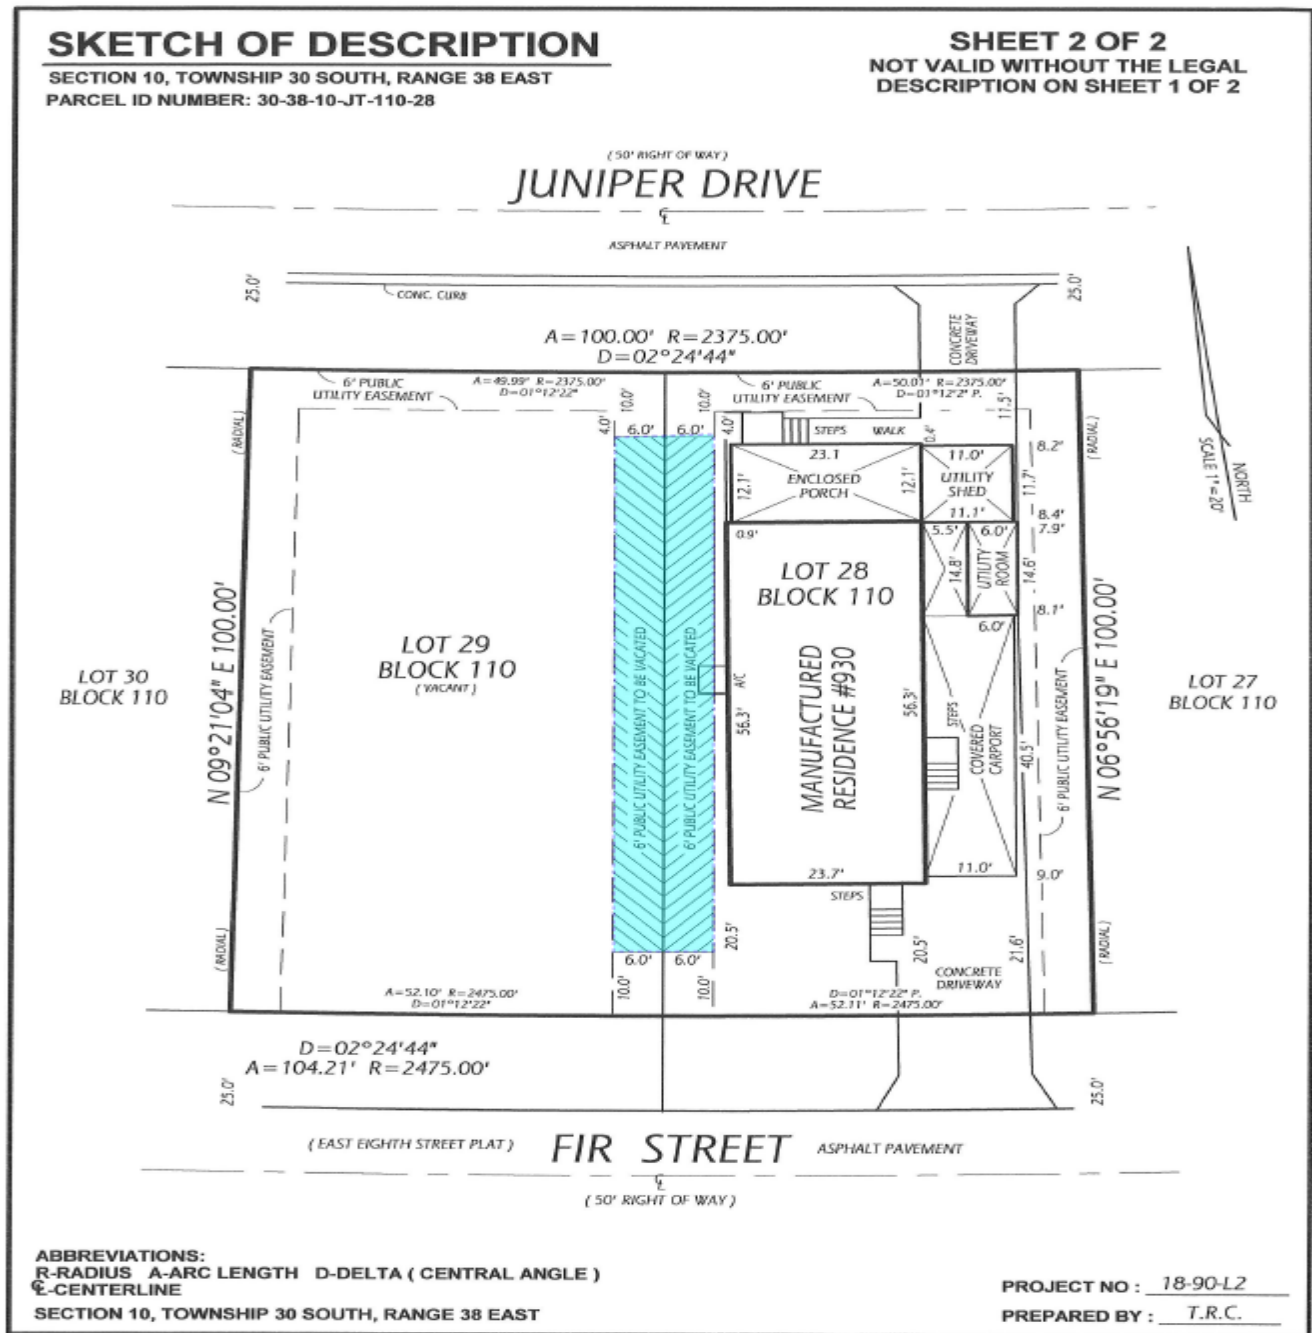 SKETCH OF DESCRIPTION
SECTION 10, TOWNSHIP 30 SOUTH, RANGE 38 EAST
PARCEL ID NUMBER: 30-38-10-JT-110-28
SHEET 2 OF 2
NOT VALID WITHOUT THE LEGAL
DESCRIPTION ON SHEET 1 OF 2
( 50' RIGHT OF WAY )
JUNIPER DRIVE
℄
ASPHALT PAVEMENT
25.0'
CONC. CURB
25.0'
CONCRETE
DRIVEWAY
NORTH
SCALE 1"=20'
A=100.00' R=2375.00'
D=02°24'44"
6' PUBLIC
UTILITY EASEMENT
A=49.99' R=2375.00'
D=01°12'22"
10.0'
10.0'
6' PUBLIC
UTILITY EASEMENT
A=50.01' R=2375.00'
D=01°12'2" P.
11.5'
( RADIAL )
( RADIAL )
4.0'
6.0'
6.0'
4.0'
STEPS
WALK
0.4'
8.2'
23.1
11.0'
12.1'
ENCLOSED
PORCH
12.1'
UTILITY
SHED
11.7'
11.1'
8.4'
0.9'
5.5'
6.0'
7.9'
LOT 28
BLOCK 110
14.8'
UTILITY
ROOM
14.6'
8.1'
6.0'
N 09°21'04" E 100.00'
6' PUBLIC UTILITY EASEMENT
LOT 30
BLOCK 110
LOT 29
BLOCK 110
( VACANT )
6' PUBLIC UTILITY EASEMENT TO BE VACATED
6' PUBLIC UTILITY EASEMENT TO BE VACATED
A/C
56.3'
MANUFACTURED
RESIDENCE #930
56.3'
STEPS
COVERED
CARPORT
40.5'
6' PUBLIC UTILITY EASEMENT
N 06°56'19" E 100.00'
LOT 27
BLOCK 110
23.7'
11.0'
9.0'
STEPS
( RADIAL )
20.5'
20.5'
21.6'
( RADIAL )
6.0'
6.0'
10.0'
10.0'
CONCRETE
DRIVEWAY
A=52.10' R=2475.00'
D=01°12'22"
D=01°12'22" P.
A=52.11' R=2475.00'
D=02°24'44"
A=104.21' R=2475.00'
25.0'
25.0'
( EAST EIGHTH STREET PLAT )
FIR STREET
ASPHALT PAVEMENT
℄
( 50' RIGHT OF WAY )
ABBREVIATIONS:
R-RADIUS A-ARC LENGTH D-DELTA ( CENTRAL ANGLE )
℄-CENTERLINE
SECTION 10, TOWNSHIP 30 SOUTH, RANGE 38 EAST
PROJECT NO : 18-90-L2
PREPARED BY : T.R.C.